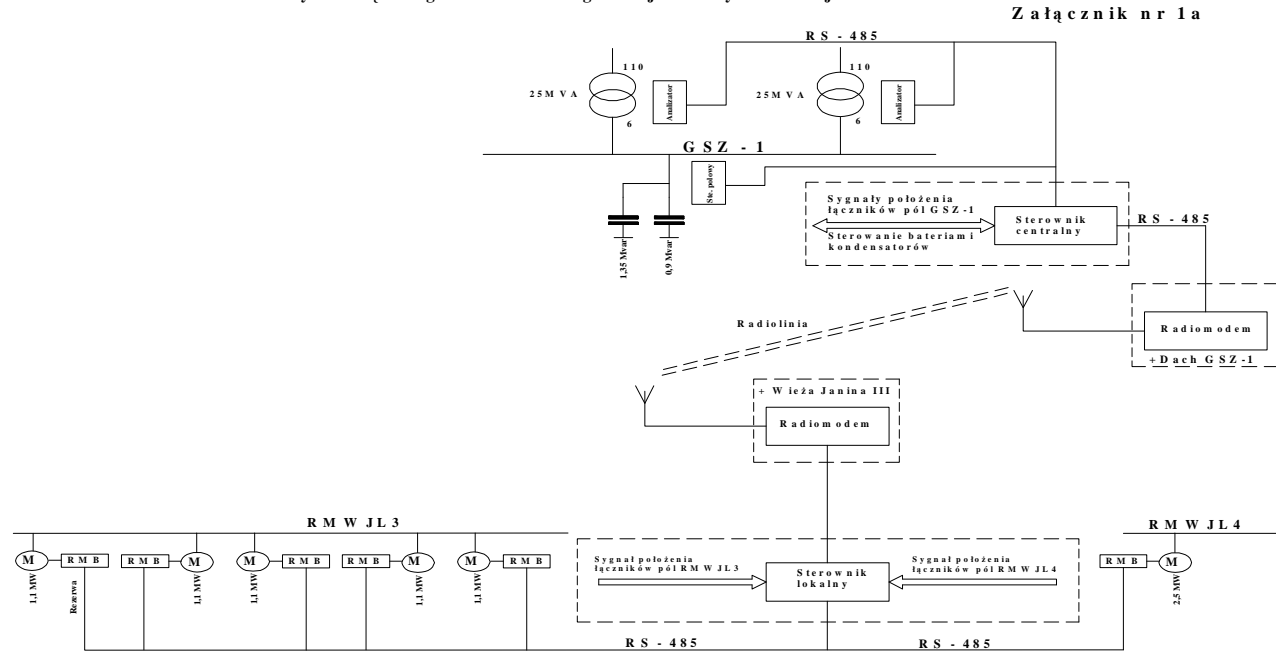 Załącznik nr 1a
RS - 485
110
110
25MVA
25MVA
Analizator
Analizator
6
6
GSZ - 1
Ste. polowy
Sygnały położenia
łączników pól GSZ-1
Sterownik
centralny
RS - 485
Sterowanie bateriami
kondensatorów
1,35 Mvar
0,9 Mvar
Radiolinia
Radiomodem
+Dach GSZ-1
+ Wieża Janina III
Radiomodem
RMW JL3
RMW JL4
M
RMB
RMB
M
M
RMB
RMB
M
M
RMB
RMB
M
Sygnał położenia
łączników pól RMW JL3
Sterownik
lokalny
Sygnał położenia
łączników pól RMW JL4
1,1 MW
Rezerwa
1,1 MW
1,1 MW
1,1 MW
1,1 MW
2,5 MW
RS - 485
RS - 485